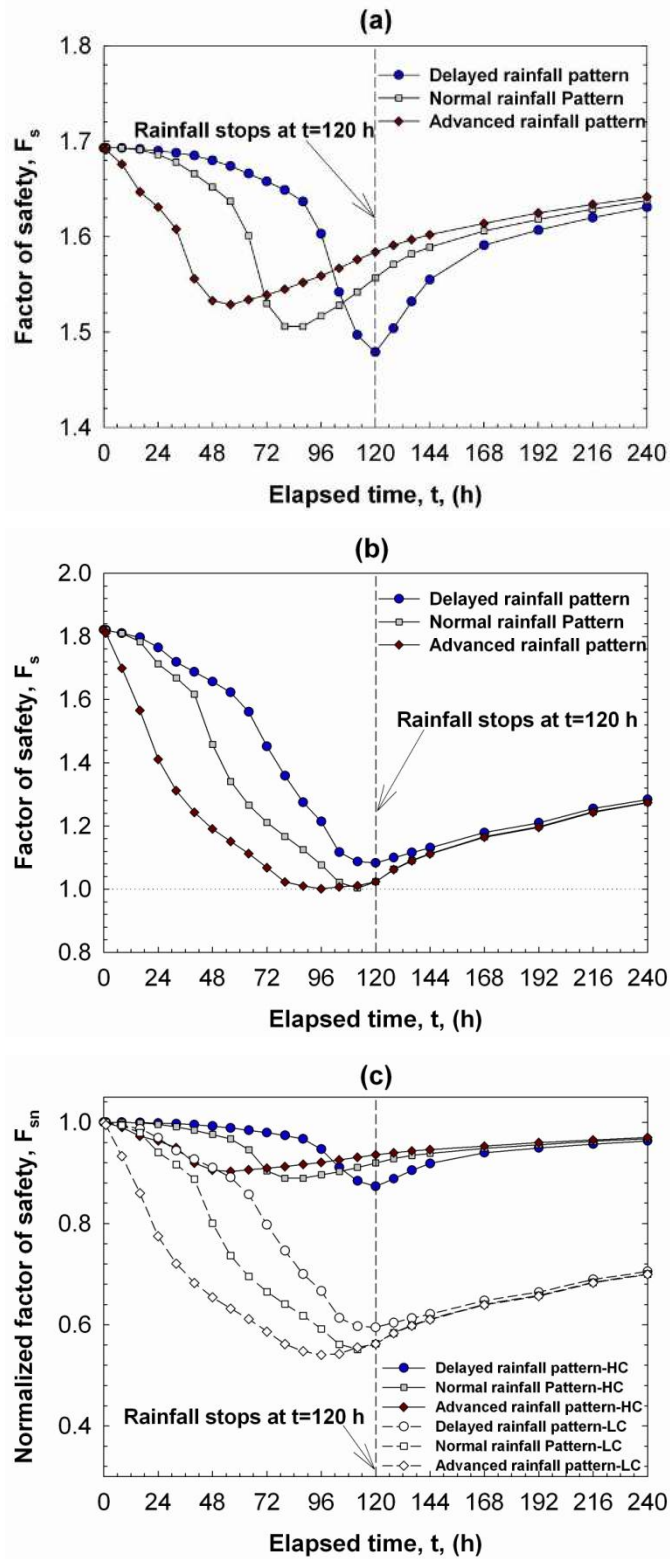 (a)
1.8
1.7
1.6
1.5
1.4
Factor of safety, Fs
Delayed rainfall pattern
Normal rainfall Pattern
Advanced rainfall pattern
Rainfall stops at t=120 h
0 24 48 72 96 120 144 168 192 216 240
Elapsed time, t, (h)
(b)
2.0
1.8
1.6
1.4
1.2
1.0
0.8
Factor of safety, Fs
Delayed rainfall pattern
Normal rainfall Pattern
Advanced rainfall pattern
Rainfall stops at t=120 h
0 24 48 72 96 120 144 168 192 216 240
Elapsed time, t, (h)
(c)
1.0
0.8
0.6
0.4
Normalized factor of safety, Fsn
Delayed rainfall pattern-HC
Normal rainfall Pattern-HC
Advanced rainfall pattern-HC
Delayed rainfall pattern-LC
Normal rainfall Pattern-LC
Advanced rainfall pattern-LC
Rainfall stops at t=120 h
0 24 48 72 96 120 144 168 192 216 240
Elapsed time, t, (h)